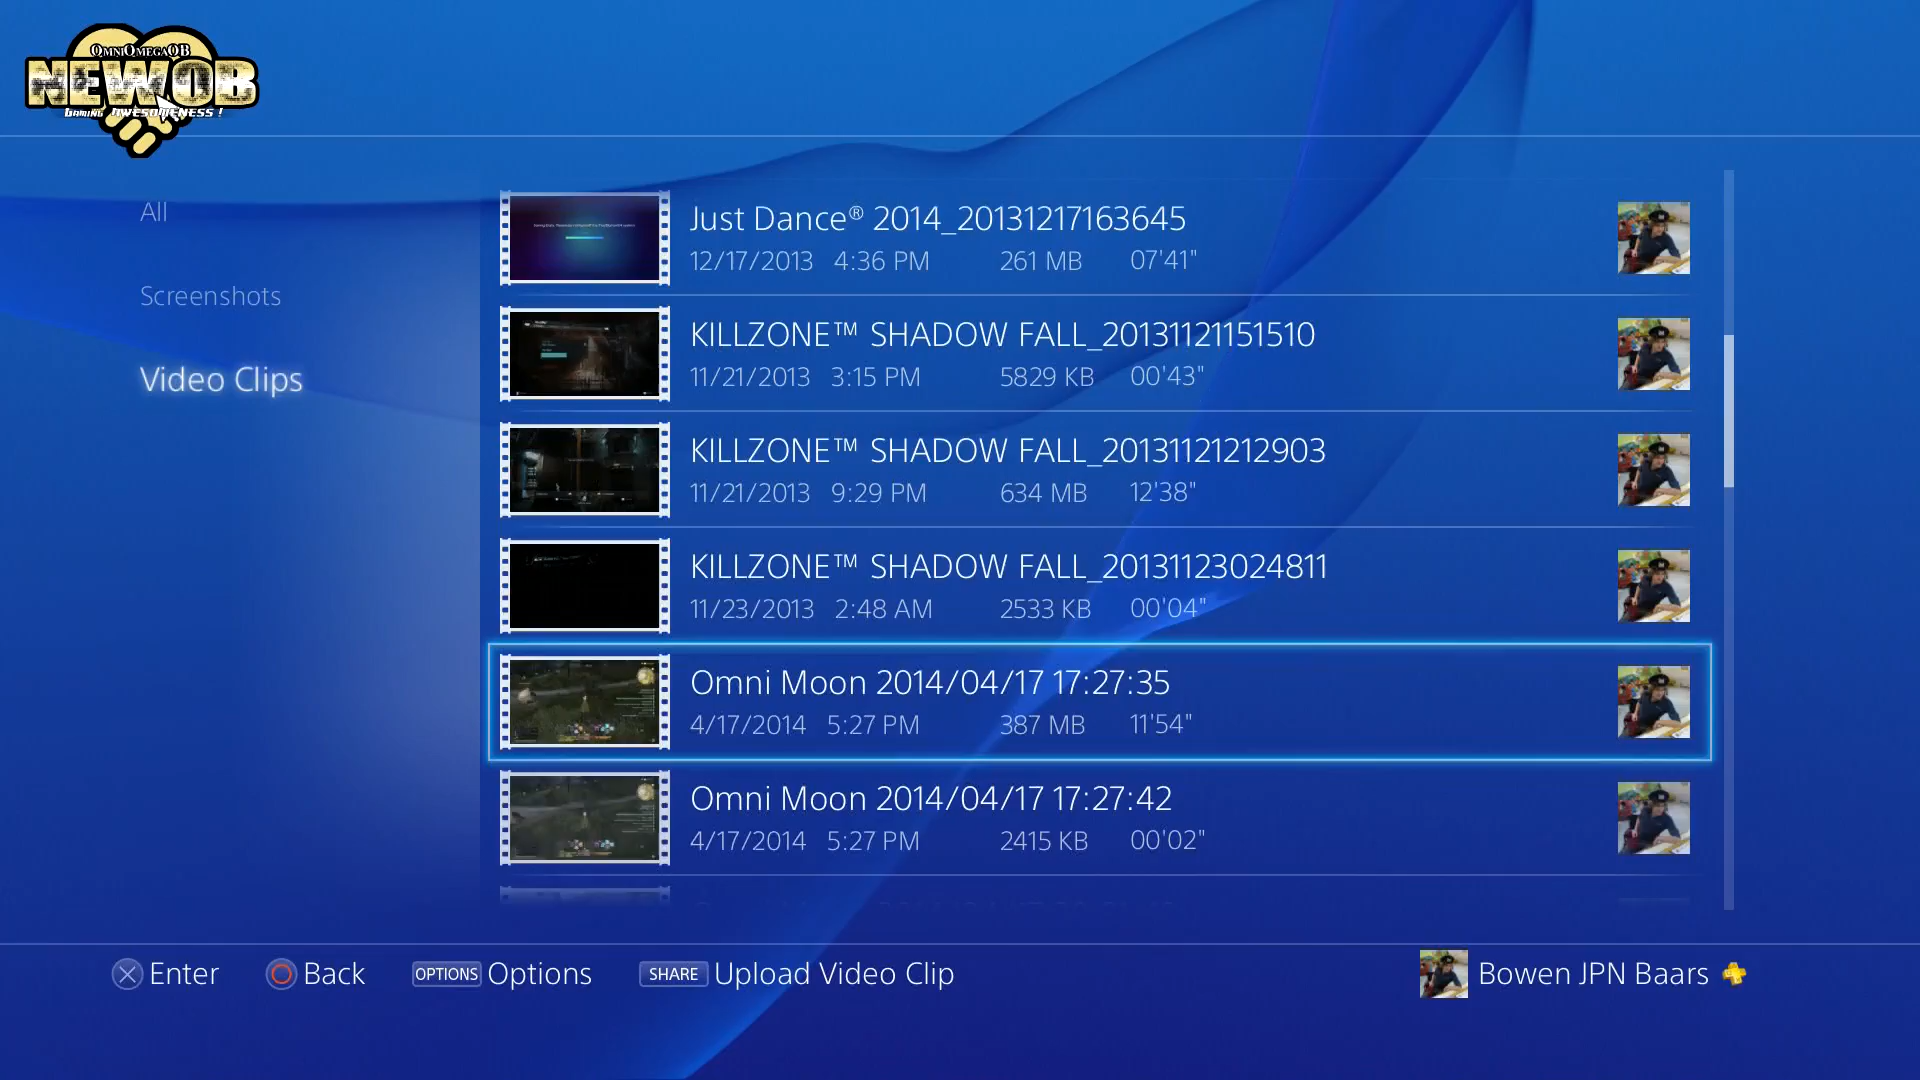 OMNIOMEGAOB
NEWOB
GAMING AWESOMENESS !
All
Screenshots
Video Clips
Just Dance® 2014_20131217163645
12/17/2013 4:36 PM 261 MB 07'41"
KILLZONE™ SHADOW FALL_20131121151510
11/21/2013 3:15 PM 5829 KB 00'43"
KILLZONE™ SHADOW FALL_20131121212903
11/21/2013 9:29 PM 634 MB 12'38"
KILLZONE™ SHADOW FALL_20131123024811
11/23/2013 2:48 AM 2533 KB 00'04"
Omni Moon 2014/04/17 17:27:35
4/17/2014 5:27 PM 387 MB 11'54"
Omni Moon 2014/04/17 17:27:42
4/17/2014 5:27 PM 2415 KB 00'02"
Enter Back OPTIONS Options SHARE Upload Video Clip Bowen JPN Baars